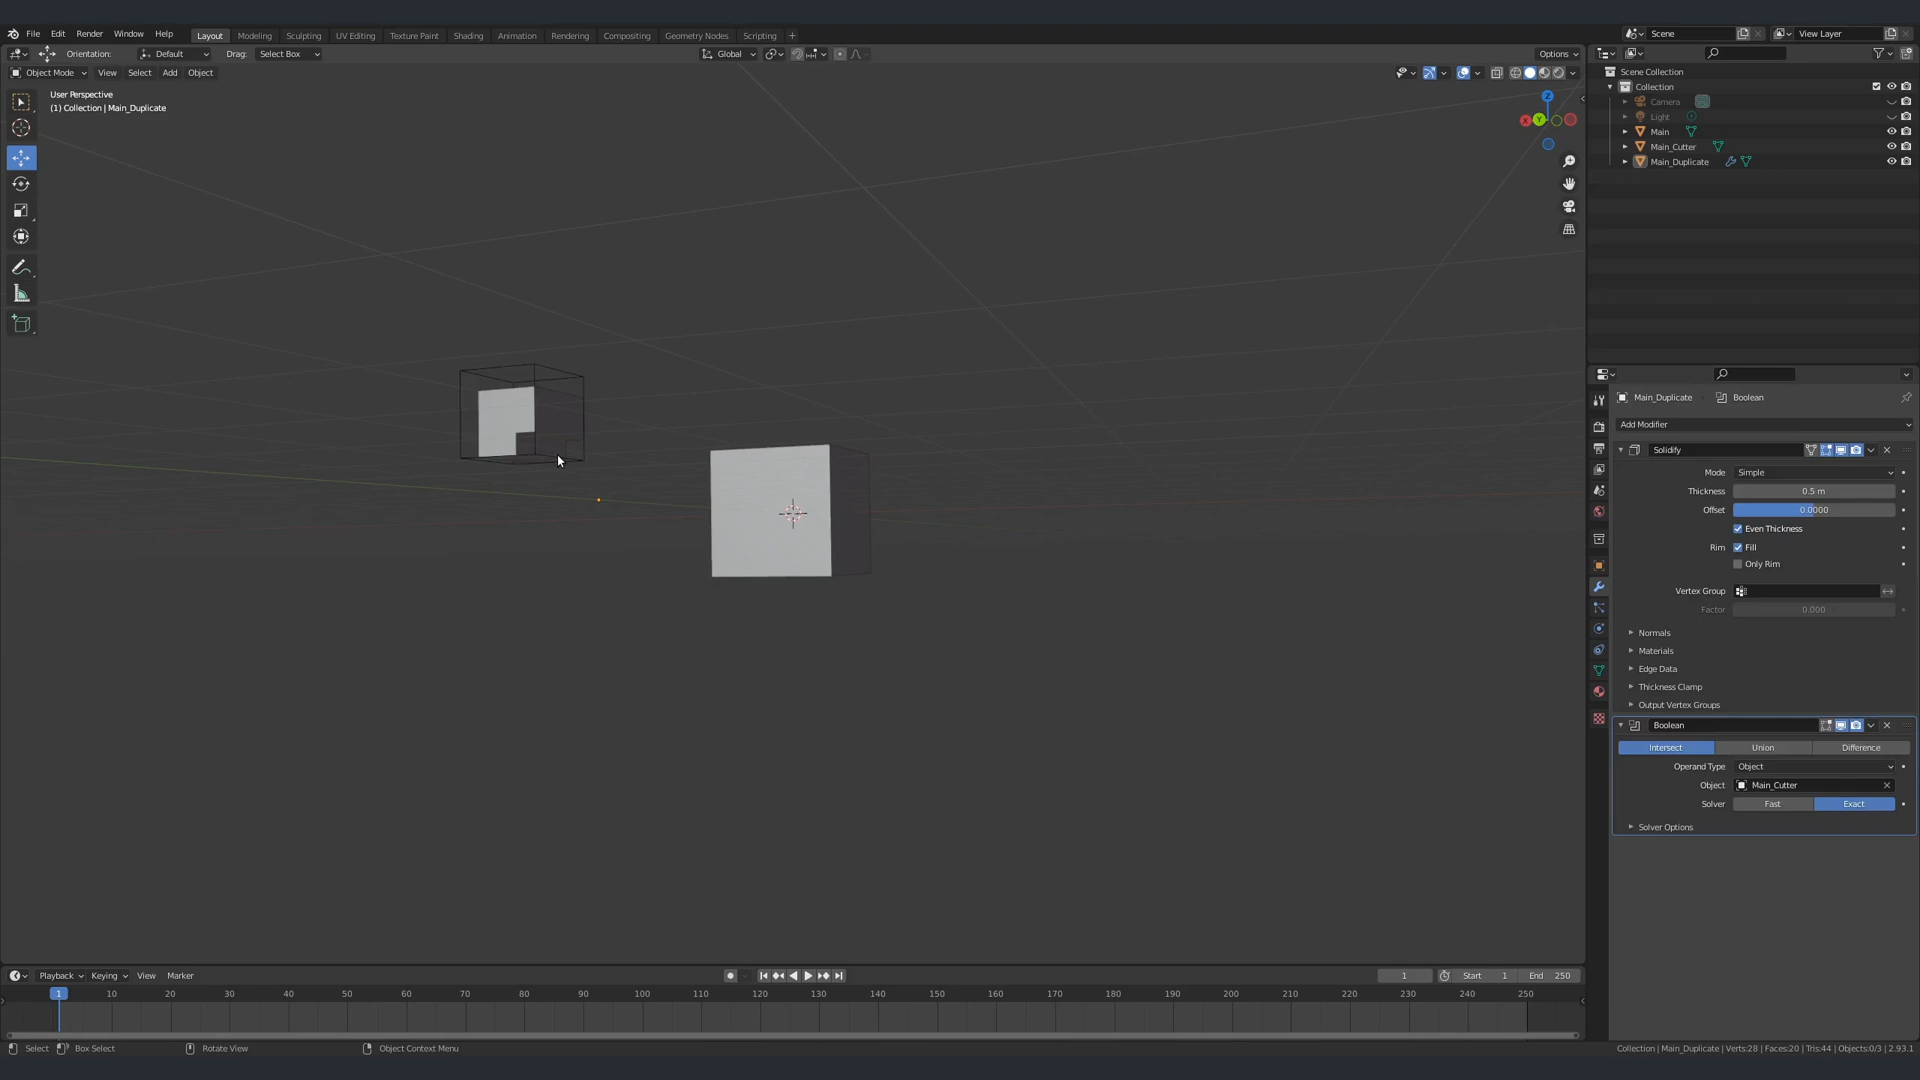 File Edit Render Window Help Layout Modeling Sculpting UV Editing Texture Paint Shading Animation Rendering Compositing Geometry Nodes Scripting + Scene View Layer
Orientation: Default Drag: Select Box Global Options
Object Mode View Select Add Object
User Perspective
(1) Collection | Main_Duplicate
Z
X Y
Scene Collection
Collection
Camera
Light
Main
Main_Cutter
Main_Duplicate
Main_Duplicate Boolean
Add Modifier
Solidify
Mode Simple
Thickness 0.5 m
Offset 0.0000
Even Thickness
Rim Fill
Only Rim
Vertex Group
Factor 0.000
Normals
Materials
Edge Data
Thickness Clamp
Output Vertex Groups
Boolean
Intersect Union Difference
Operand Type Object
Object Main_Cutter
Solver Fast Exact
Solver Options
Playback Keying View Marker 1 Start 1 End 250
1 10 20 30 40 50 60 70 80 90 100 110 120 130 140 150 160 170 180 190 200 210 220 230 240 250
Select Box Select Rotate View Object Context Menu Collection | Main_Duplicate | Verts:28 | Faces:20 | Tris:44 | Objects:0/3 | 2.93.1